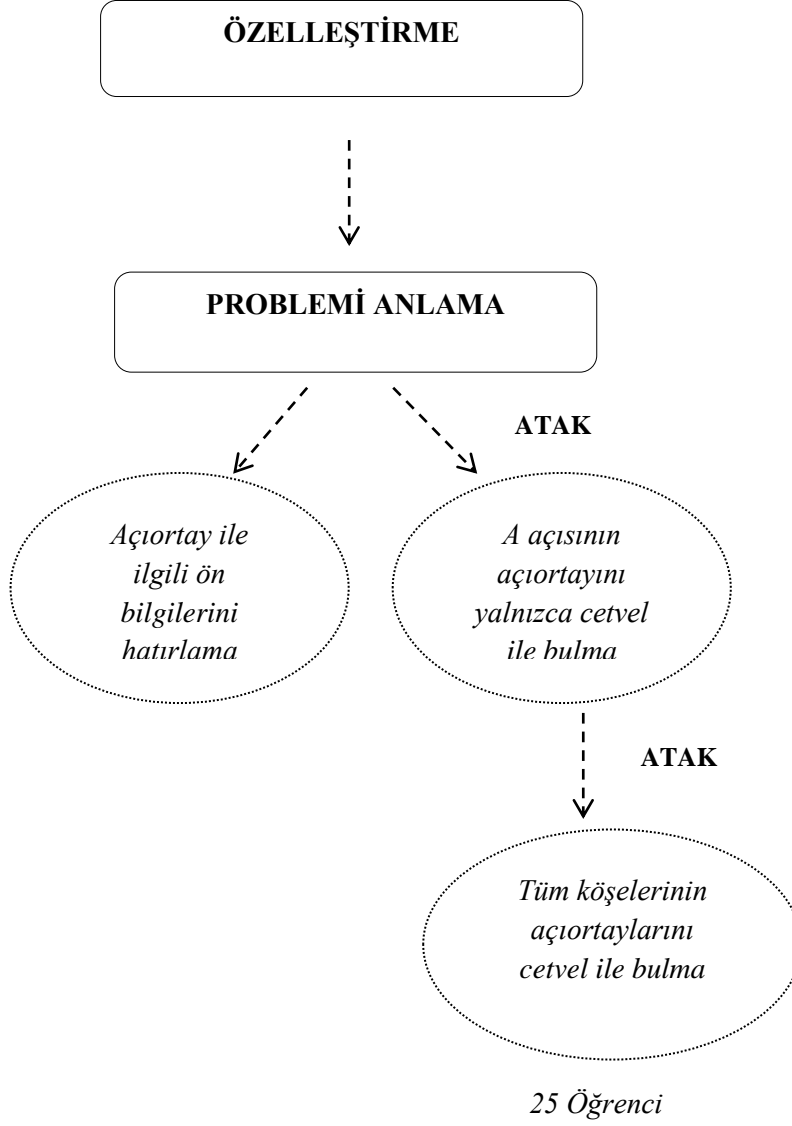 ÖZELLEŞTİRME
PROBLEMİ ANLAMA
ATAK
Açıortay ile
ilgili ön
bilgilerini
hatırlama
A açısının
açıortayını
yalnızca cetvel
ile bulma
ATAK
Tüm köşelerinin
açıortaylarını
cetvel ile bulma
25 Öğrenci